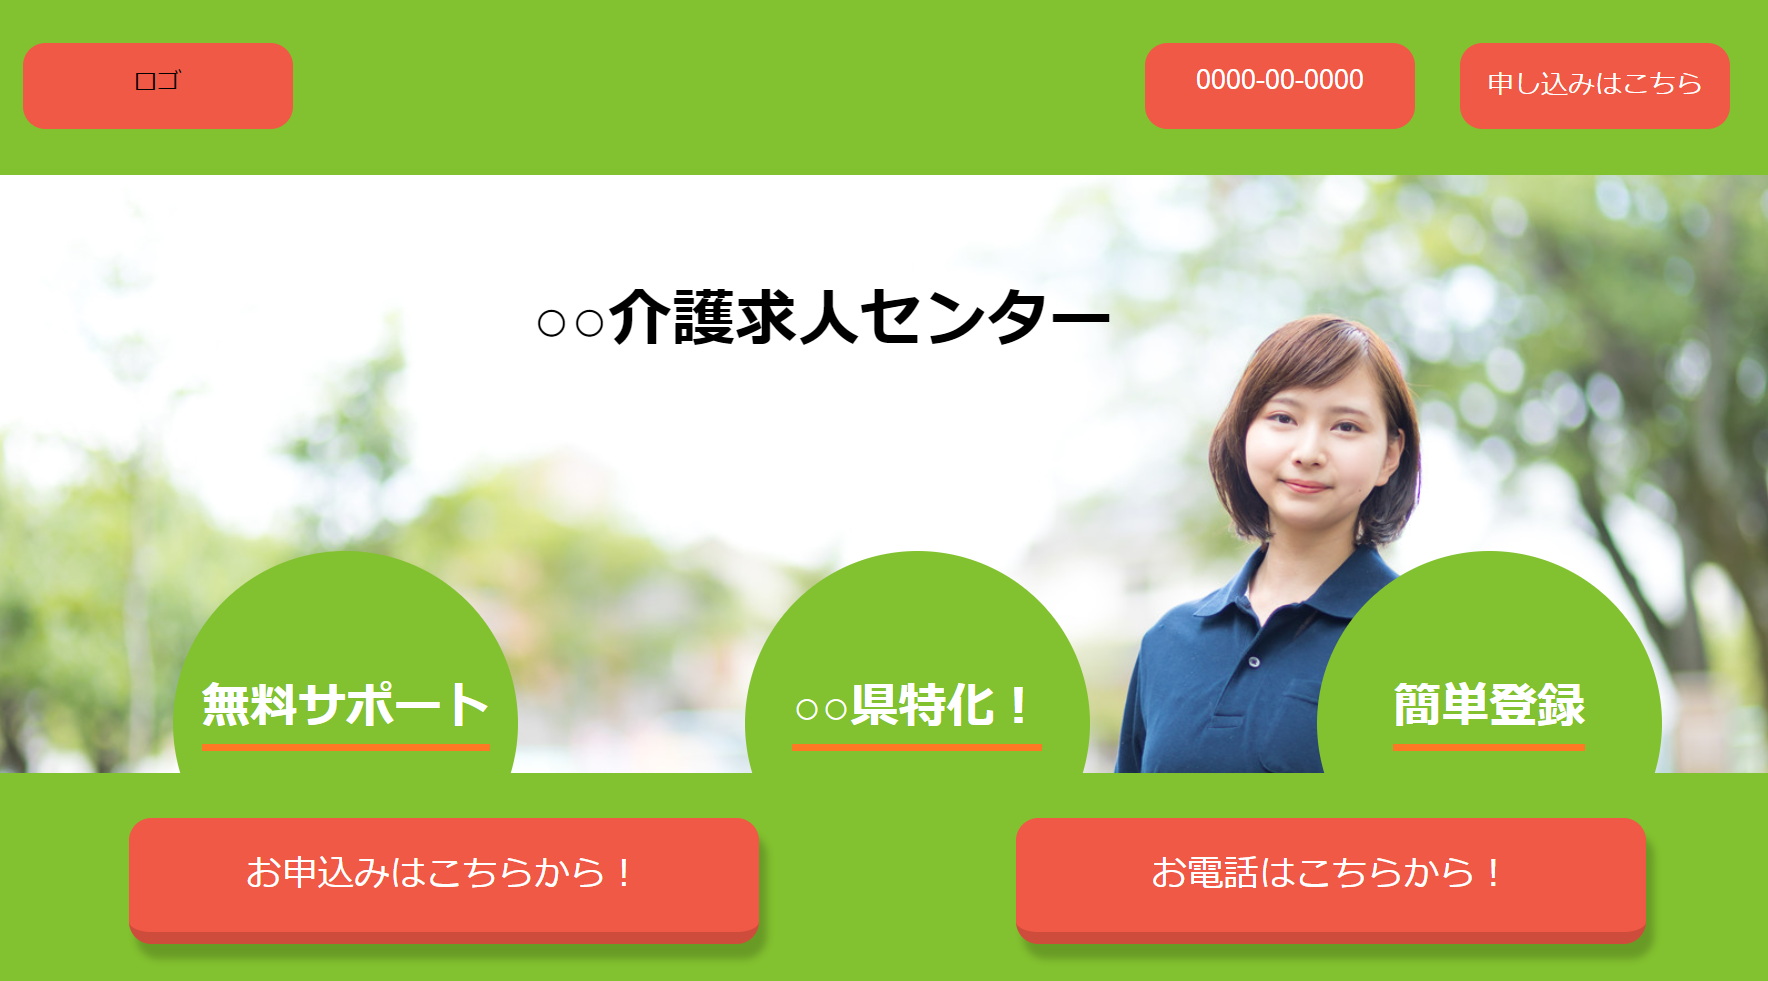 ロゴ
0000-00-0000
申し込みはこちら
○○介護求人センター
無料サポート
○○県特化！
簡単登録
お申込みはこちらから！
お電話はこちらから！